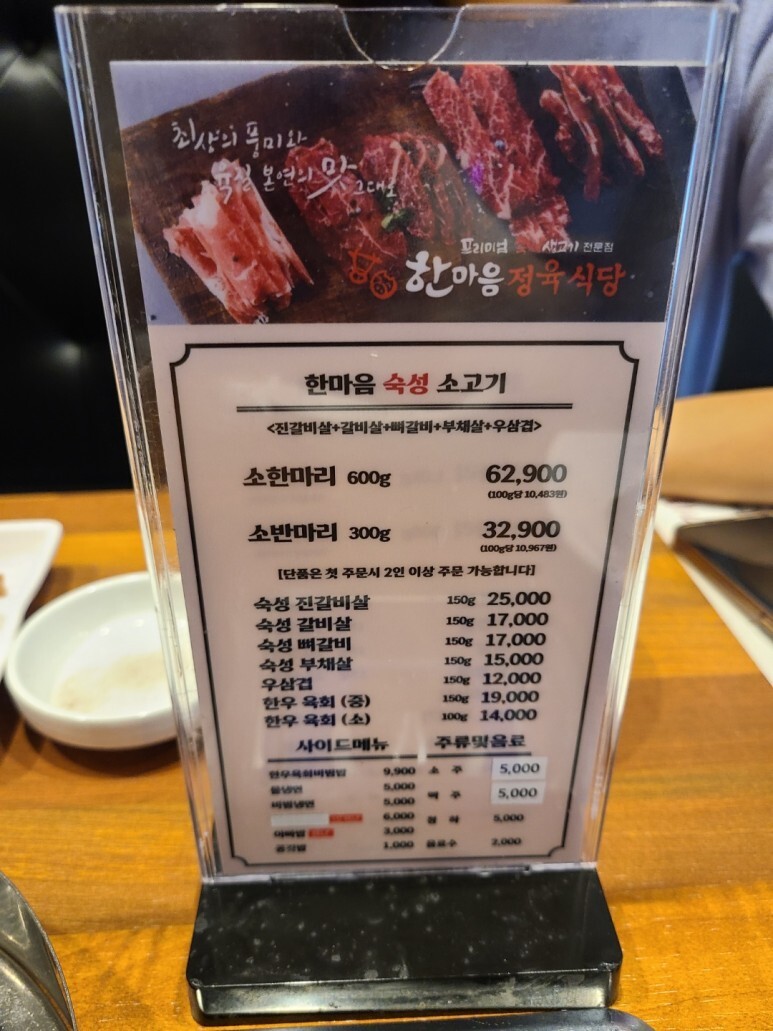 최상의 풍미와
육질 본연의 맛 그대로
프리미엄 숯 생고기 전문점
한마음 정육식당
한마음 숙성 소고기
<진갈비살+갈비살+뼈갈비+부채살+우삼겹>
소한마리 600g 62,900
(100g당 10,483원)
소반마리 300g 32,900
(100g당 10,967원)
[단품은 첫 주문시 2인 이상 주문 가능합니다]
숙성 진갈비살 150g 25,000
숙성 갈비살 150g 17,000
숙성 뼈갈비 150g 17,000
숙성 부채살 150g 15,000
우삼겹 150g 12,000
한우 육회 (중) 150g 19,000
한우 육회 (소) 100g 14,000
사이드메뉴 주류및음료
한우육회비빔밥 9,900 소 주 5,000
물냉면 5,000 맥 주 5,000
비빔냉면 5,000 청 하 5,000
6,000
3,000
공깃밥 1,000 음료수 2,000